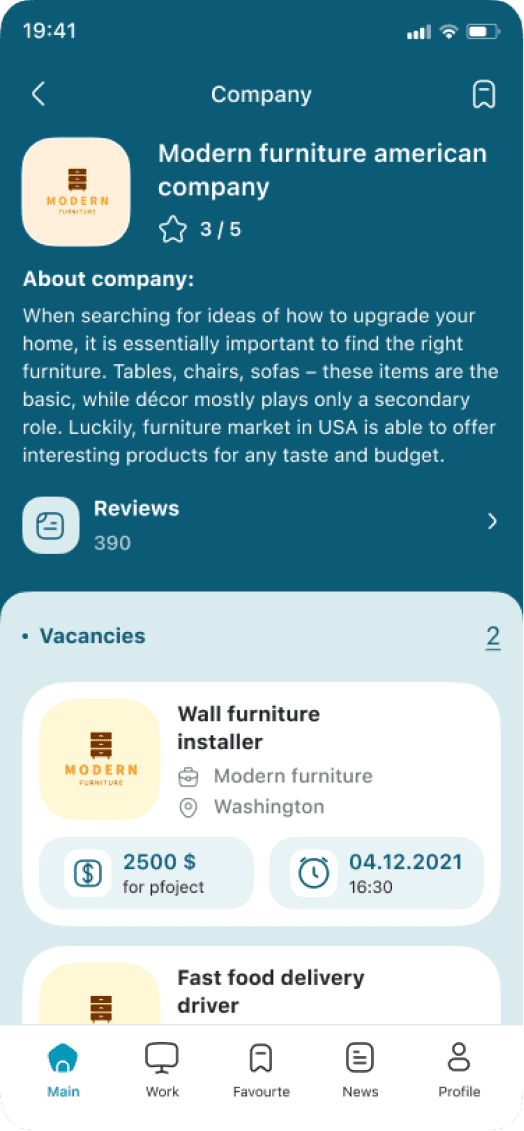 19:41
Company
MODERN
FURNITURE
Modern furniture american
company
3 / 5
About company:
When searching for ideas of how to upgrade your
home, it is essentially important to find the right
furniture. Tables, chairs, sofas – these items are the
basic, while décor mostly plays only a secondary
role. Luckily, furniture market in USA is able to offer
interesting products for any taste and budget.
Reviews
390
• Vacancies
2
MODERN
FURNITURE
Wall furniture
installer
Modern furniture
Washington
2500 $
for pfoject
04.12.2021
16:30
Fast food delivery
driver
Main
Work
Favourte
News
Profile